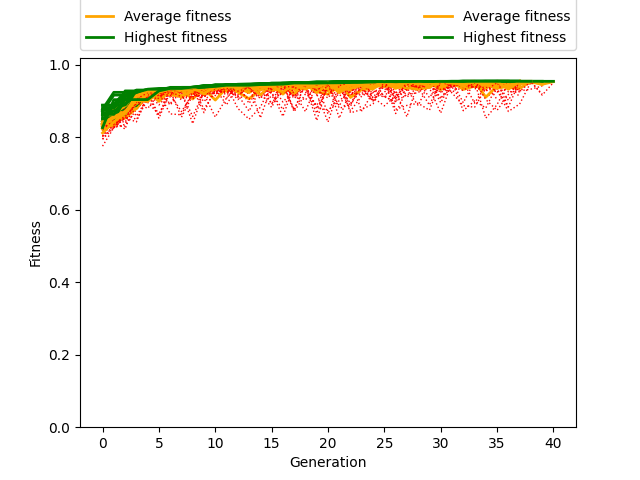 Average fitness Average fitness
Highest fitness Highest fitness
1.0
0.8
0.6
0.4
0.2
0.0
Fitness
0 5 10 15 20 25 30 35 40
Generation